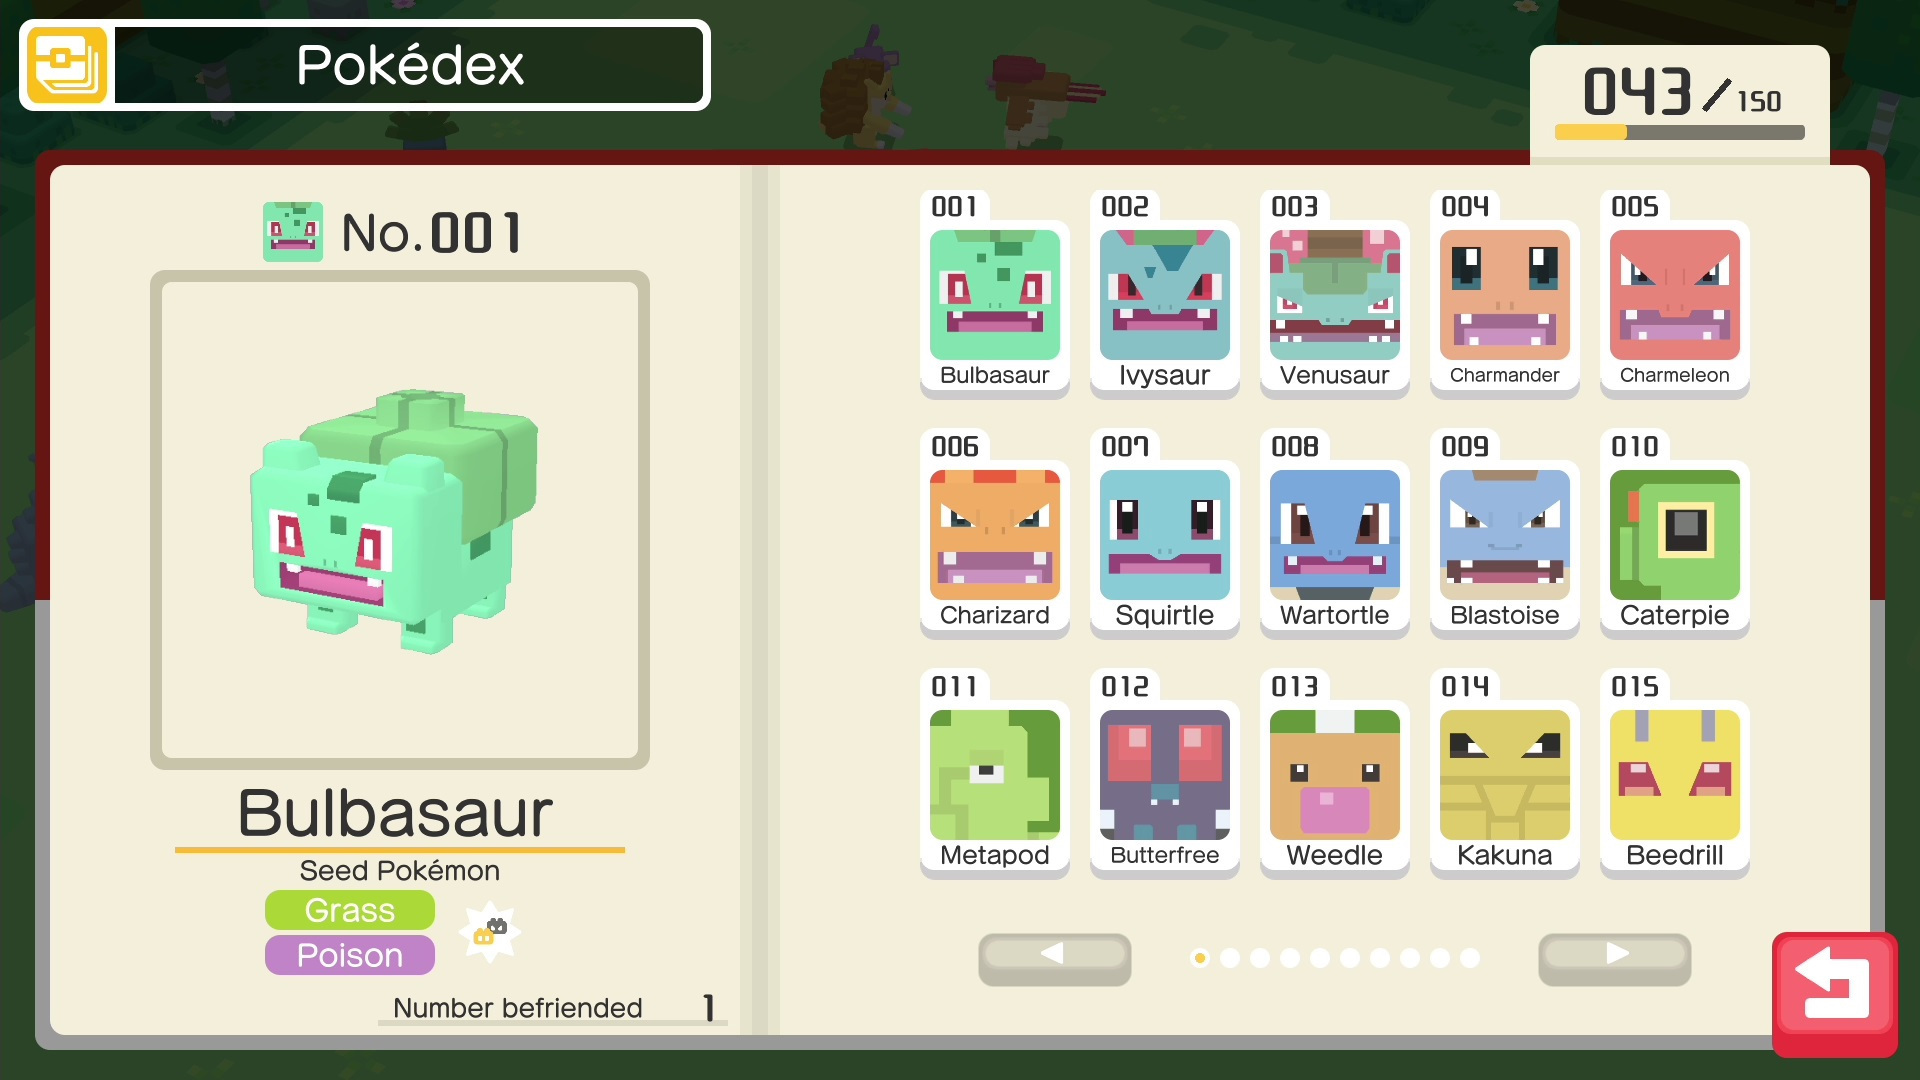 Pokédex
043/150
No.001
Bulbasaur
Seed Pokémon
Grass
Poison
Number befriended 1
001 002 003 004 005
Bulbasaur Ivysaur Venusaur Charmander Charmeleon
006 007 008 009 010
Charizard Squirtle Wartortle Blastoise Caterpie
011 012 013 014 015
Metapod Butterfree Weedle Kakuna Beedrill